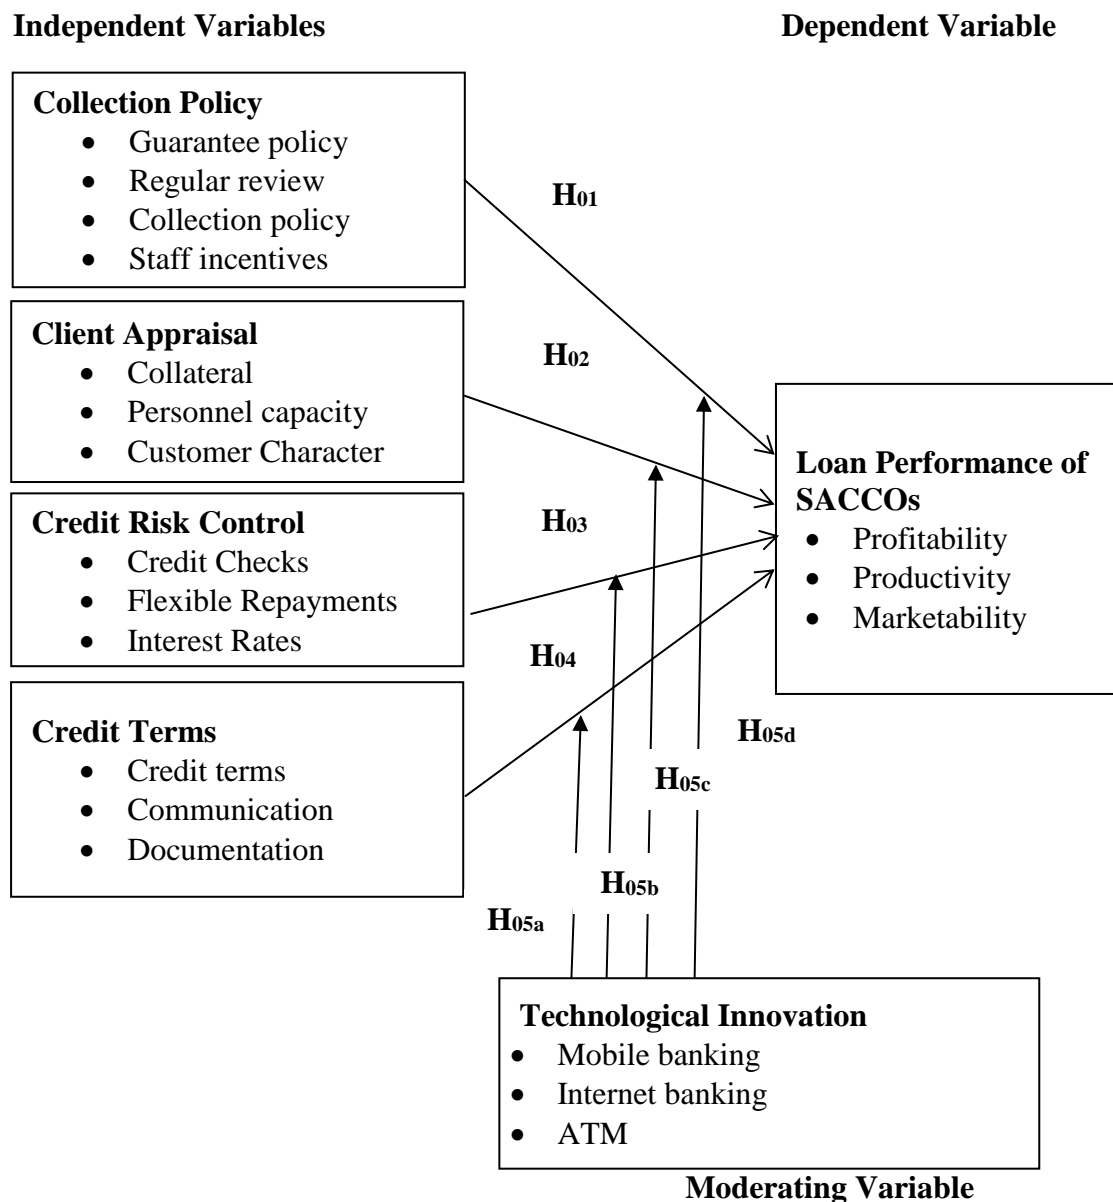 Independent Variables
Dependent Variable
Collection Policy
• Guarantee policy
• Regular review
• Collection policy
• Staff incentives
H01
Client Appraisal
• Collateral
• Personnel capacity
• Customer Character
H02
Credit Risk Control
• Credit Checks
• Flexible Repayments
• Interest Rates
H03
Credit Terms
• Credit terms
• Communication
• Documentation
H04
Loan Performance of
SACCOs
• Profitability
• Productivity
• Marketability
H05d
H05c
H05b
H05a
Technological Innovation
• Mobile banking
• Internet banking
• ATM
Moderating Variable